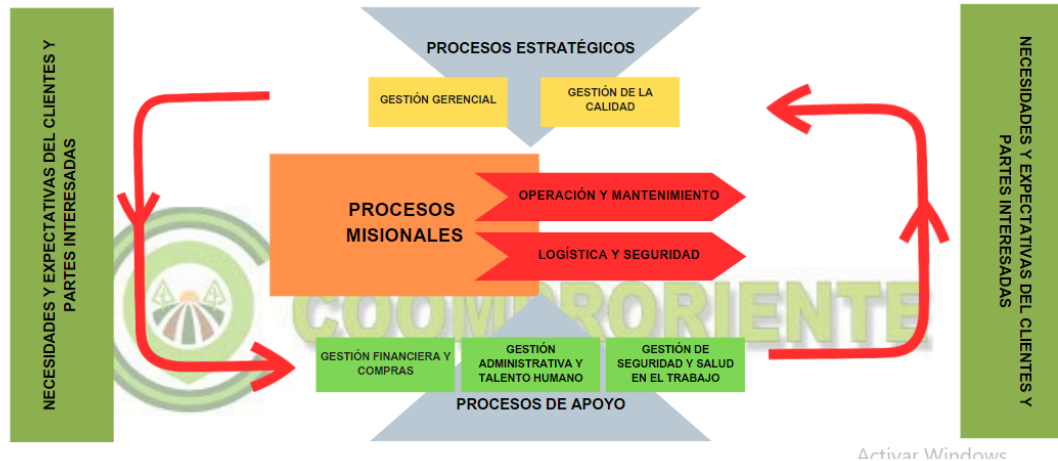 NECESIDADES Y EXPECTATIVAS DEL CLIENTES Y
PARTES INTERESADAS
PROCESOS ESTRATÉGICOS
GESTIÓN GERENCIAL
GESTIÓN DE LA
CALIDAD
PROCESOS
MISIONALES
OPERACIÓN Y MANTENIMIENTO
LOGÍSTICA Y SEGURIDAD
GESTIÓN FINANCIERA Y
COMPRAS
GESTIÓN
ADMINISTRATIVA Y
TALENTO HUMANO
GESTIÓN DE
SEGURIDAD Y SALUD
EN EL TRABAJO
PROCESOS DE APOYO
NECESIDADES Y EXPECTATIVAS DEL CLIENTES Y
PARTES INTERESADAS
Activar Windows